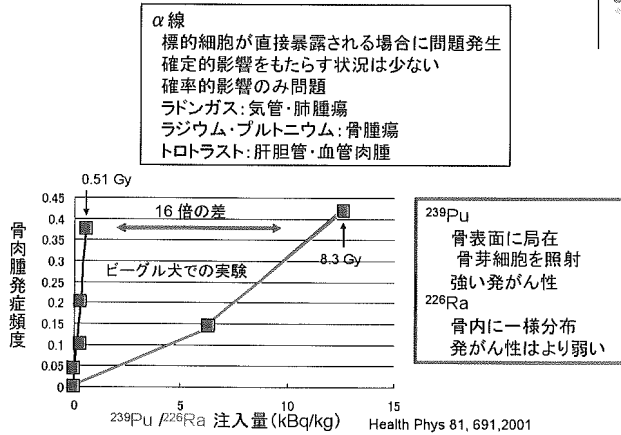 α線
標的細胞が直接暴露される場合に問題発生
確定的影響をもたらす状況は少ない
確率的影響のみ問題
ラドンガス:気管・肺腫瘍
ラジウム・プルトニウム:骨腫瘍
トロトラスト:肝胆管・血管肉腫
0.51 Gy
16 倍の差
ビーグル犬での実験
8.3 Gy
骨肉腫発症頻度
0.45
0.4
0.35
0.3
0.25
0.2
0.15
0.1
0.05
0
0 5 10 15
²³⁹Pu /²²⁶Ra 注入量(kBq/kg)
²³⁹Pu
骨表面に局在
骨芽細胞を照射
強い発がん性
²²⁶Ra
骨内に一様分布
発がん性はより弱い
Health Phys 81, 691,2001